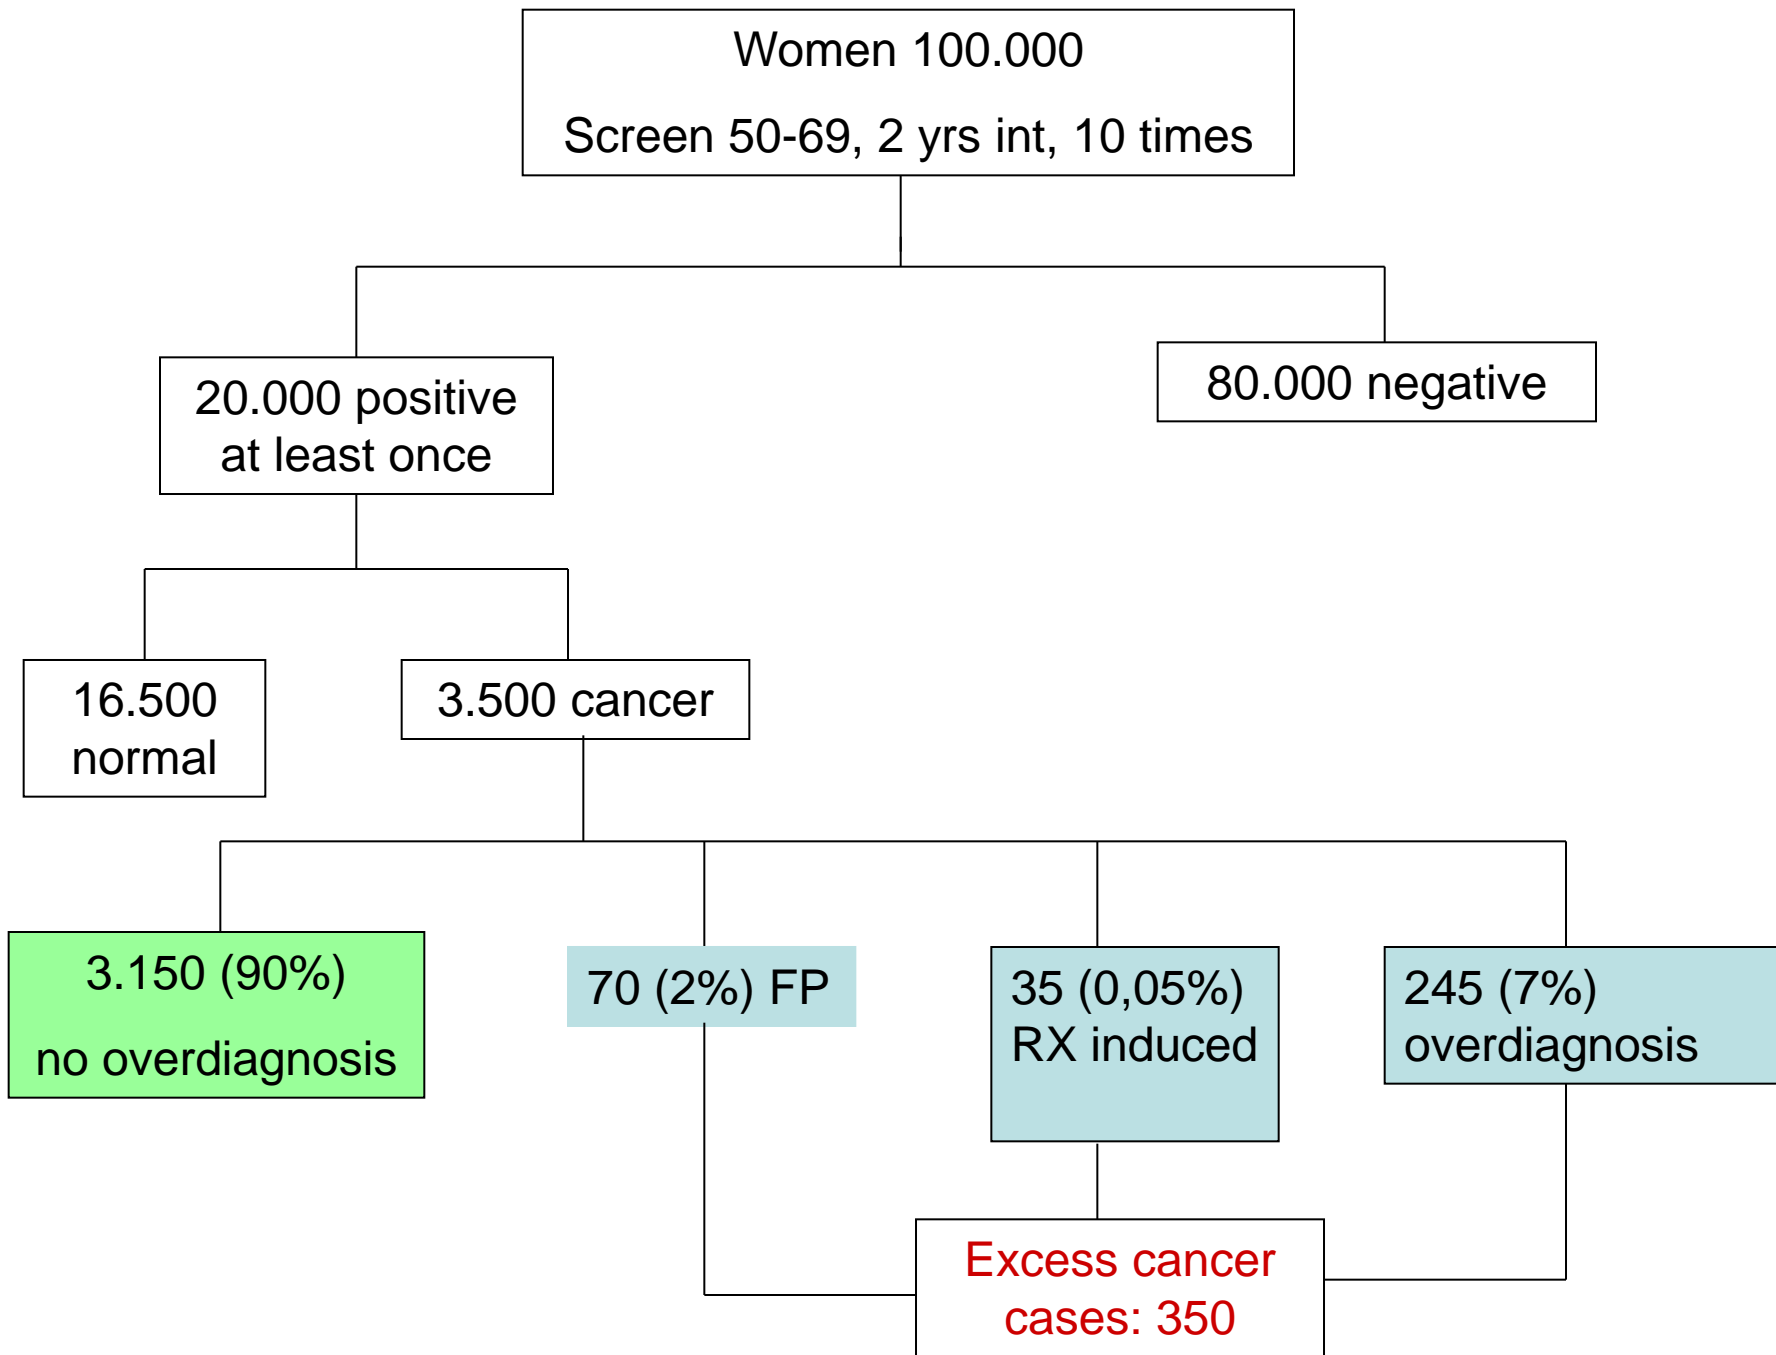 Women 100.000
Screen 50-69, 2 yrs int, 10 times
20.000 positive
at least once
80.000 negative
16.500
normal
3.500 cancer
3.150 (90%)
no overdiagnosis
70 (2%) FP
35 (0,05%)
RX induced
245 (7%)
overdiagnosis
Excess cancer
cases: 350